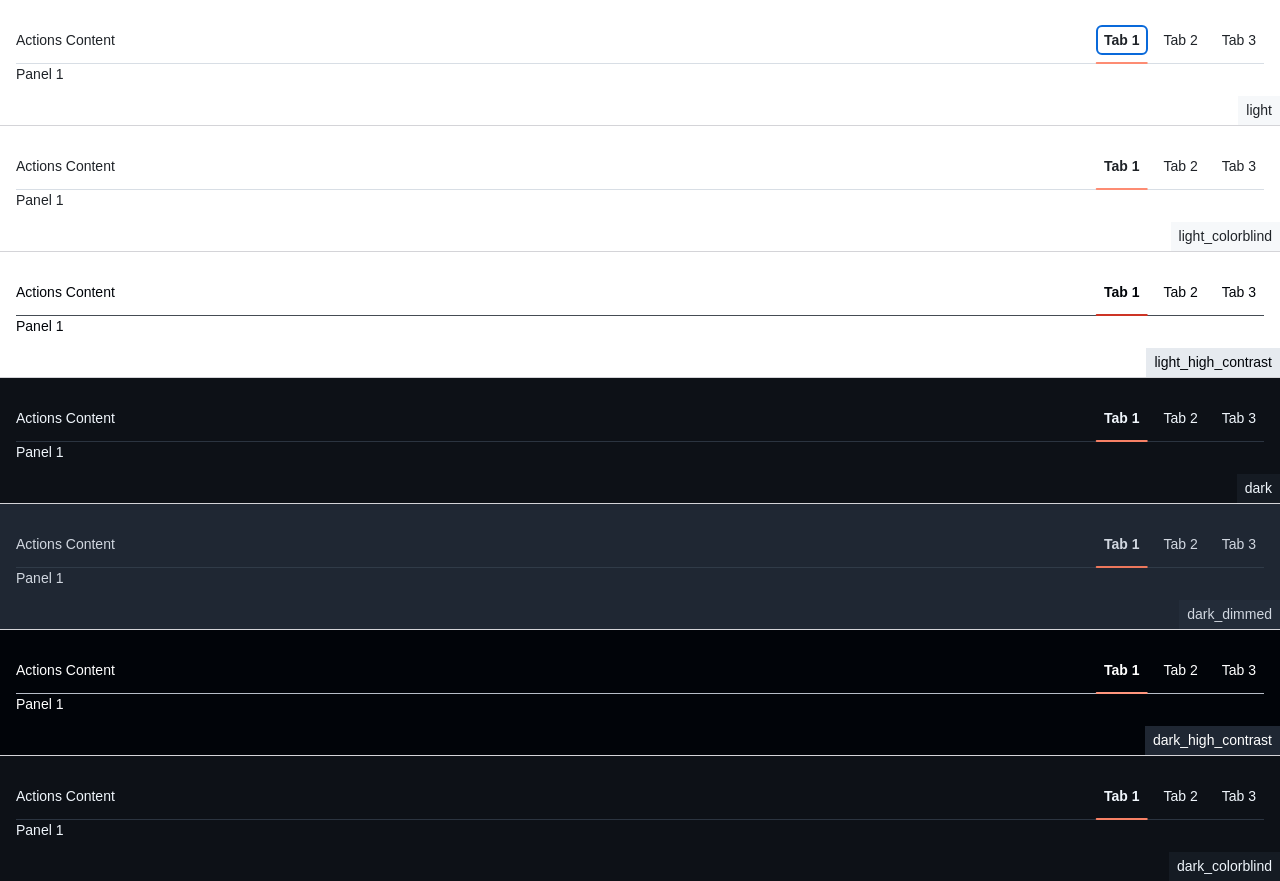 Actions Content Tab 1 Tab 2 Tab 3
Panel 1
light
Actions Content Tab 1 Tab 2 Tab 3
Panel 1
light_colorblind
Actions Content Tab 1 Tab 2 Tab 3
Panel 1
light_high_contrast
Actions Content Tab 1 Tab 2 Tab 3
Panel 1
dark
Actions Content Tab 1 Tab 2 Tab 3
Panel 1
dark_dimmed
Actions Content Tab 1 Tab 2 Tab 3
Panel 1
dark_high_contrast
Actions Content Tab 1 Tab 2 Tab 3
Panel 1
dark_colorblind